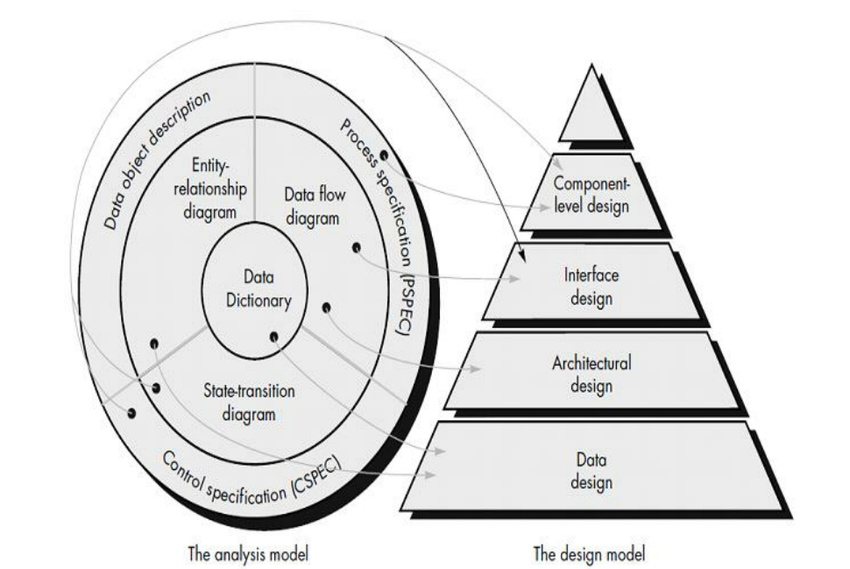 Data object description
Process specification (PSPEC)
Entity-
relationship
diagram
Data flow
diagram
Data
Dictionary
State-transition
diagram
Control specification (CSPEC)
Component-
level design
Interface
design
Architectural
design
Data
design
The analysis model
The design model